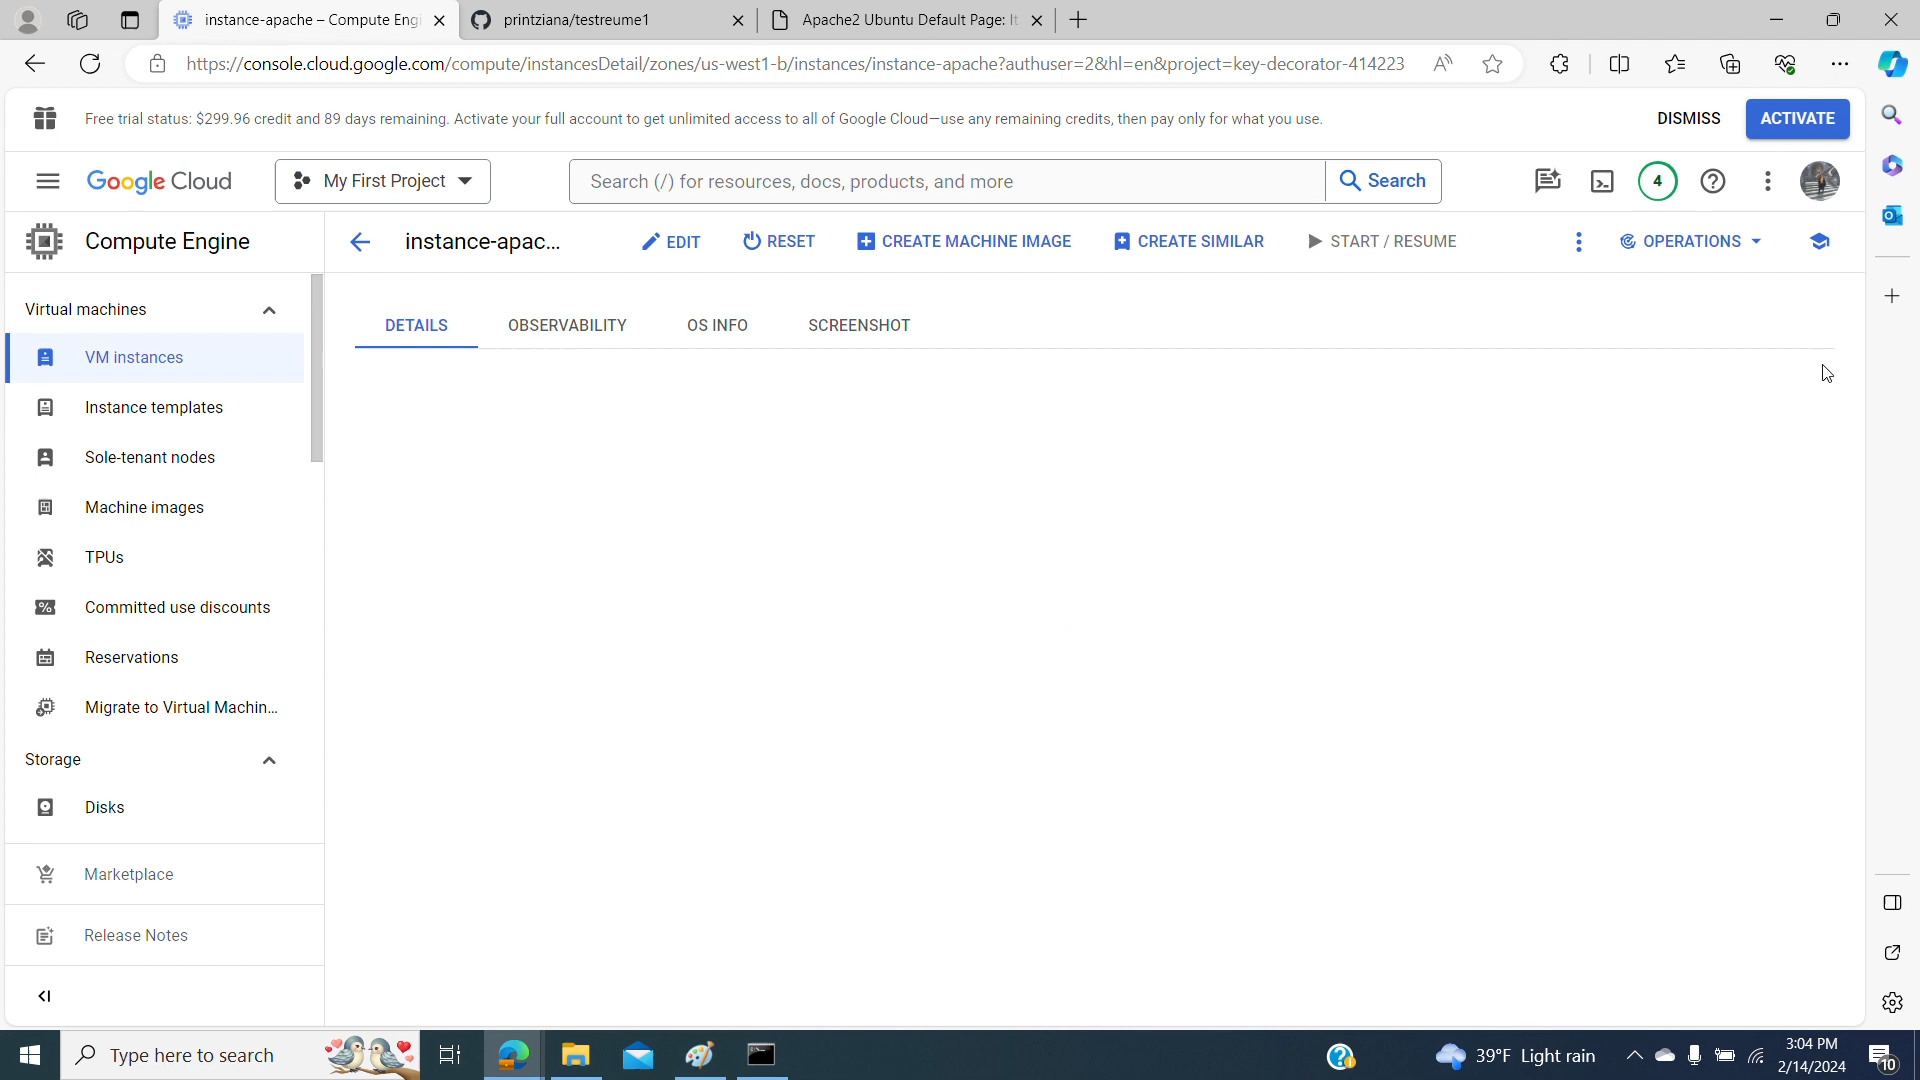 instance-apache – Compute Engi
printziana/testreume1
Apache2 Ubuntu Default Page: It
https://console.cloud.google.com/compute/instancesDetail/zones/us-west1-b/instances/instance-apache?authuser=2&hl=en&project=key-decorator-414223
Free trial status: $299.96 credit and 89 days remaining. Activate your full account to get unlimited access to all of Google Cloud—use any remaining credits, then pay only for what you use.
DISMISS
ACTIVATE
Google Cloud
My First Project
Search (/) for resources, docs, products, and more
Search
4
Compute Engine
instance-apac...
EDIT
RESET
CREATE MACHINE IMAGE
CREATE SIMILAR
START / RESUME
OPERATIONS
Virtual machines
VM instances
Instance templates
Sole-tenant nodes
Machine images
TPUs
Committed use discounts
Reservations
Migrate to Virtual Machin...
Storage
Disks
Marketplace
Release Notes
DETAILS
OBSERVABILITY
OS INFO
SCREENSHOT
Type here to search
39°F Light rain
3:04 PM
2/14/2024
10